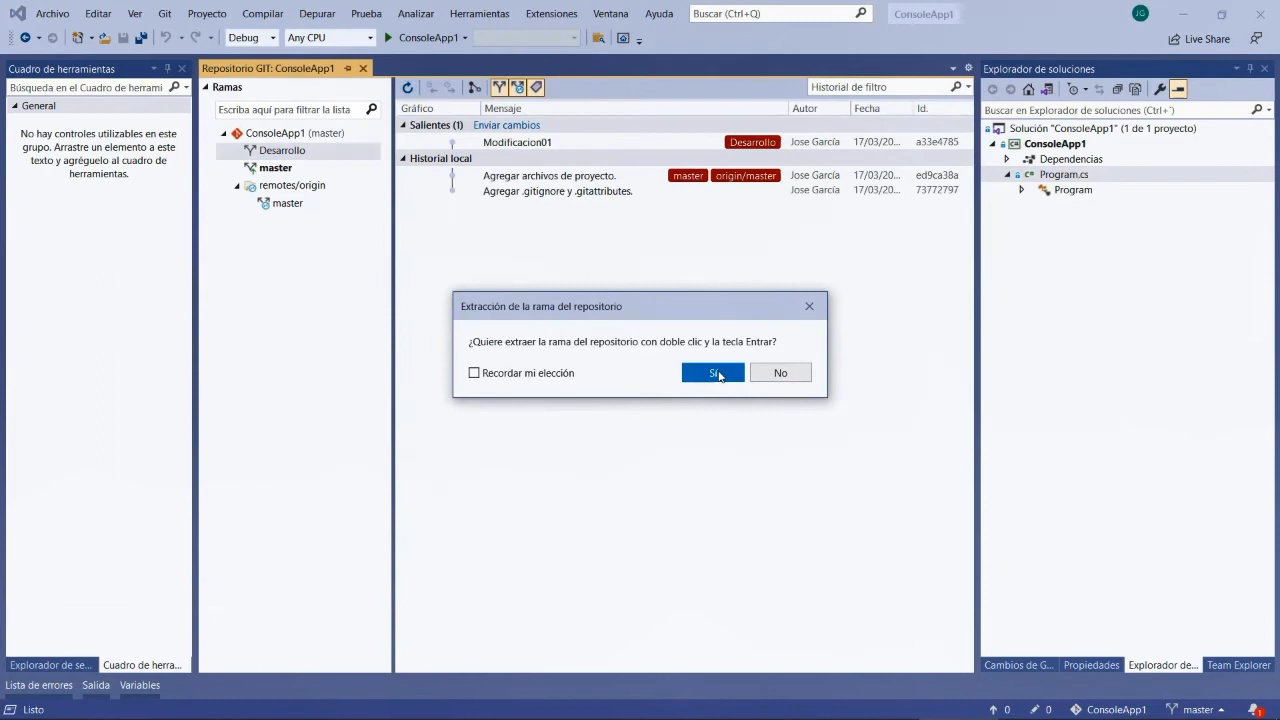 Archivo Editar Ver Git Proyecto Compilar Depurar Prueba Analizar Herramientas Extensiones Ventana Ayuda Buscar (Ctrl+Q) ConsoleApp1 JG
Debug Any CPU ConsoleApp1 Live Share
Cuadro de herramientas
Búsqueda en el Cuadro de herrami
General
No hay controles utilizables en este
grupo. Arrastre un elemento a este
texto y agréguelo al cuadro de
herramientas.
Explorador de se... Cuadro de herra...
Repositorio GIT: ConsoleApp1
Ramas
Escriba aquí para filtrar la lista
ConsoleApp1 (master)
Desarrollo
master
remotes/origin
master
Historial de filtro
Gráfico Mensaje Autor Fecha Id.
Salientes (1) Enviar cambios
Modificacion01 Desarrollo Jose García 17/03/20... a33e4785
Historial local
Agregar archivos de proyecto. master origin/master Jose García 17/03/20... ed9ca38a
Agregar .gitignore y .gitattributes. Jose García 17/03/20... 73772797
Extracción de la rama del repositorio
¿Quiere extraer la rama del repositorio con doble clic y la tecla Entrar?
Recordar mi elección Sí No
Explorador de soluciones
Buscar en Explorador de soluciones (Ctrl+´)
Solución "ConsoleApp1" (1 de 1 proyecto)
ConsoleApp1
Dependencias
Program.cs
Program
Cambios de G... Propiedades Explorador de... Team Explorer
Lista de errores Salida Variables
Listo 0 0 ConsoleApp1 master 1